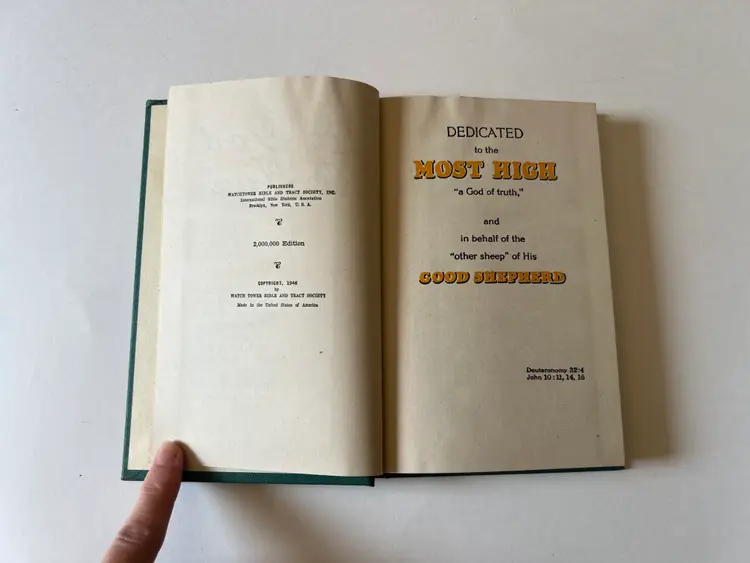 PUBLISHERS
WATCHTOWER BIBLE AND TRACT SOCIETY, INC.
International Bible Students Association
Brooklyn, New York, U. S. A.
2,000,000 Edition
COPYRIGHT, 1946
by
WATCH TOWER BIBLE AND TRACT SOCIETY
Made in the United States of America
DEDICATED
to the
MOST HIGH
"a God of truth,"
and
in behalf of the
"other sheep" of His
GOOD SHEPHERD
Deuteronomy 32:4
John 10:11, 14, 16